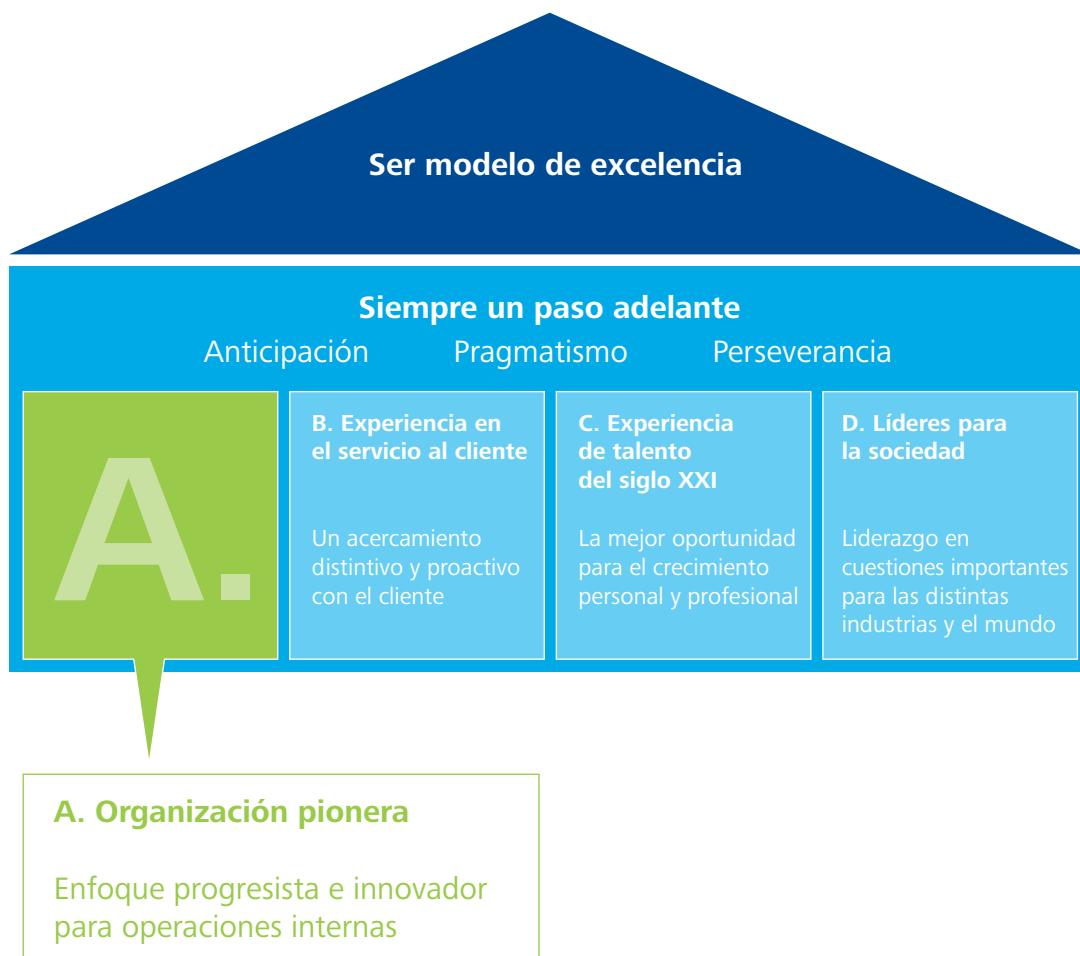 Ser modelo de excelencia
Siempre un paso adelante
Anticipación Pragmatismo Perseverancia
A.
B. Experiencia en
el servicio al cliente
Un acercamiento
distintivo y proactivo
con el cliente
C. Experiencia
de talento
del siglo XXI
La mejor oportunidad
para el crecimiento
personal y profesional
D. Líderes para
la sociedad
Liderazgo en
cuestiones importantes
para las distintas
industrias y el mundo
A. Organización pionera
Enfoque progresista e innovador
para operaciones internas